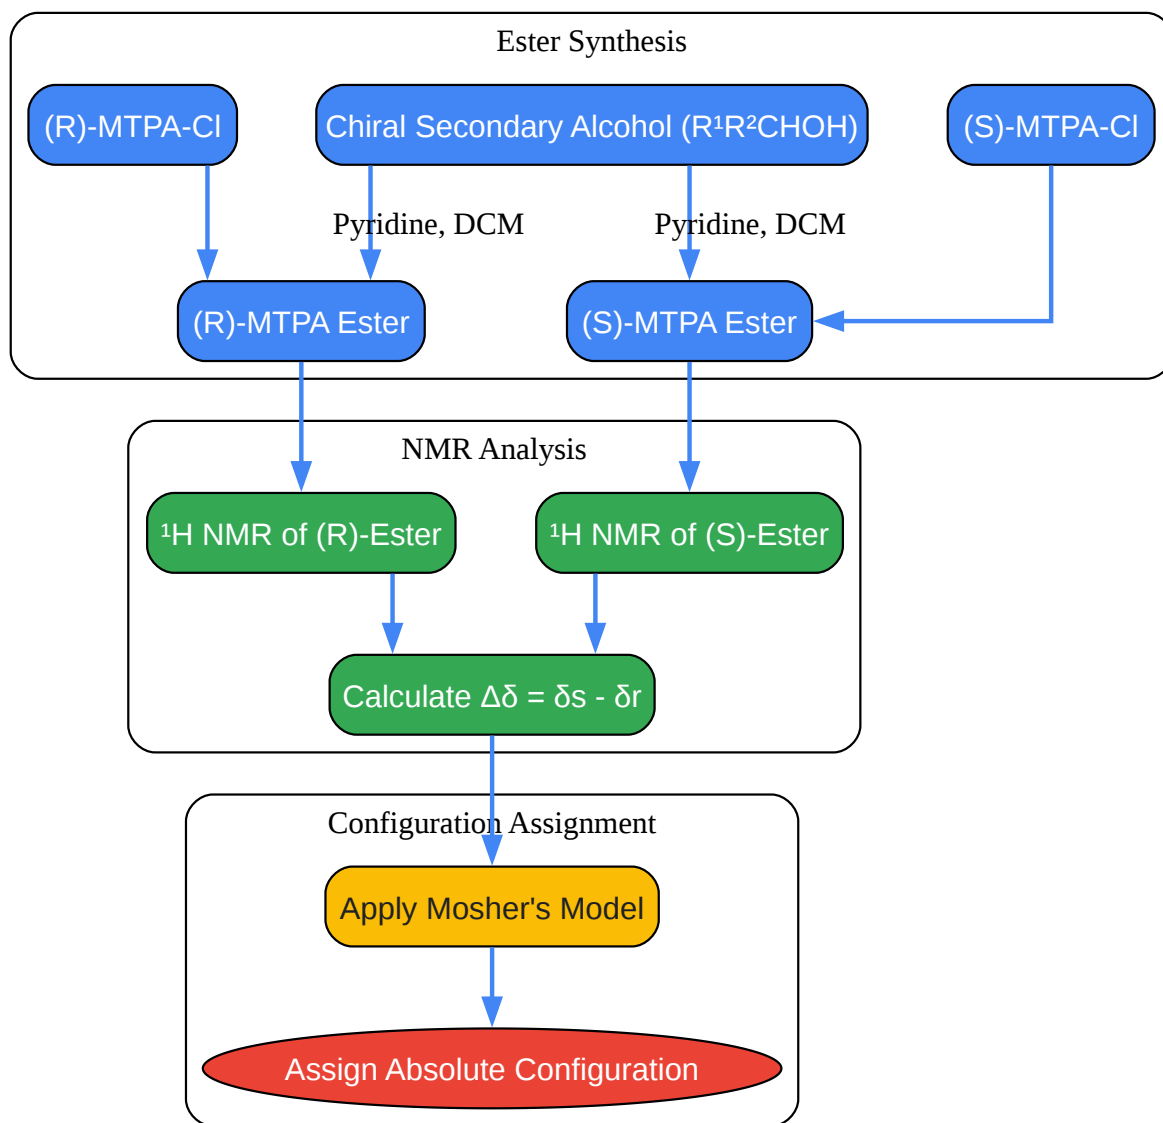 Ester Synthesis
(R)-MTPA-Cl
Chiral Secondary Alcohol (R¹R²CHOH)
(S)-MTPA-Cl
Pyridine, DCM
Pyridine, DCM
(R)-MTPA Ester
(S)-MTPA Ester
NMR Analysis
¹H NMR of (R)-Ester
¹H NMR of (S)-Ester
Calculate Δδ = δs - δr
Configuration Assignment
Apply Mosher's Model
Assign Absolute Configuration